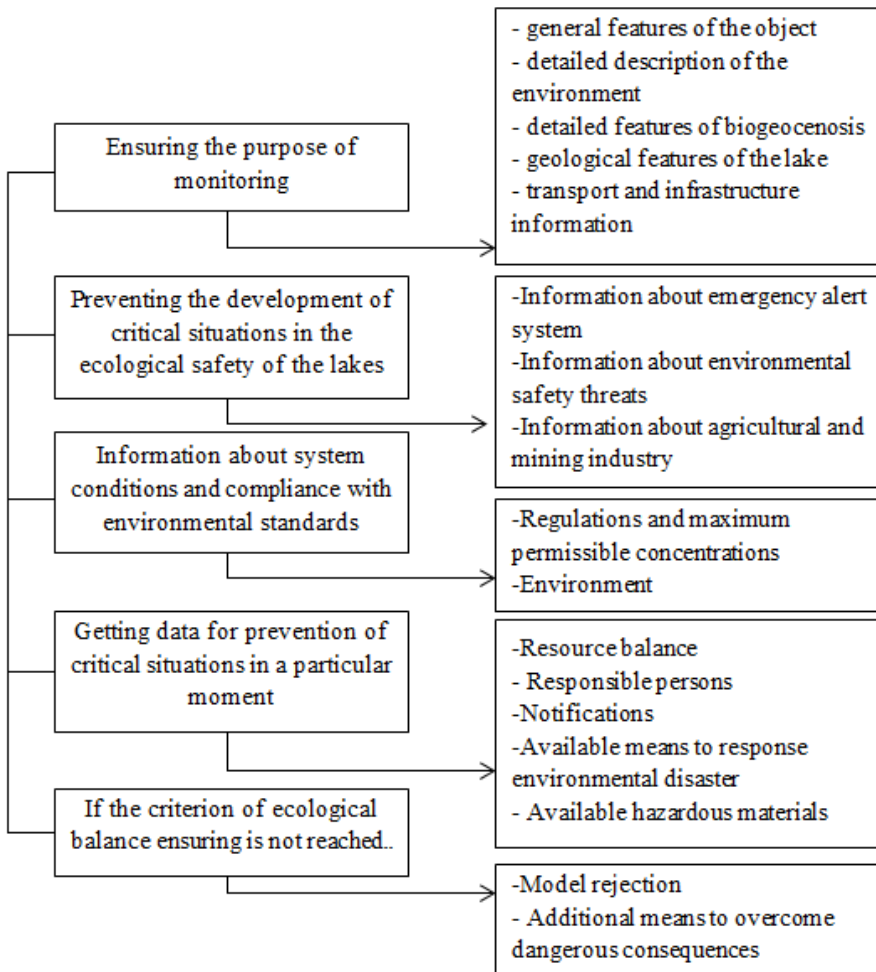 Ensuring the purpose of
monitoring
- general features of the object
- detailed description of the
environment
- detailed features of biogeocenosis
- geological features of the lake
- transport and infrastructure
information
Preventing the development of
critical situations in the
ecological safety of the lakes
-Information about emergency alert
system
-Information about environmental
safety threats
-Information about agricultural and
mining industry
Information about system
conditions and compliance with
environmental standards
-Regulations and maximum
permissible concentrations
-Environment
Getting data for prevention of
critical situations in a particular
moment
-Resource balance
- Responsible persons
-Notifications
-Available means to response
environmental disaster
- Available hazardous materials
If the criterion of ecological
balance ensuring is not reached..
-Model rejection
- Additional means to overcome
dangerous consequences